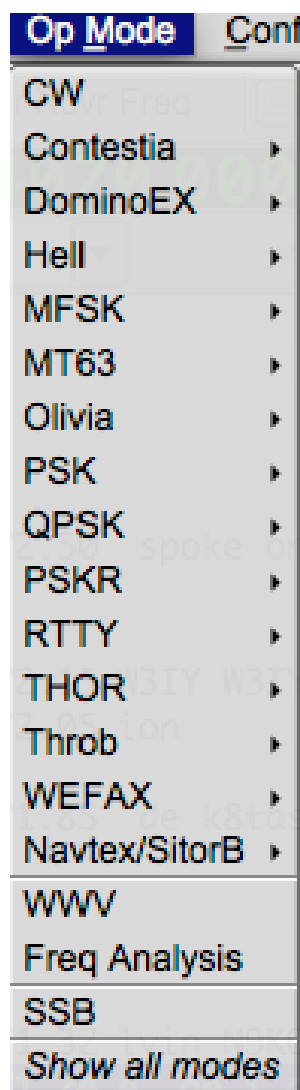 Op Mode Conf
CW
Contestia
DominoEX
Hell
MFSK
MT63
Olivia
PSK
QPSK
PSKR
RTTY
THOR
Throb
WEFAX
Navtex/SitorB
WWV
Freq Analysis
SSB
Show all modes